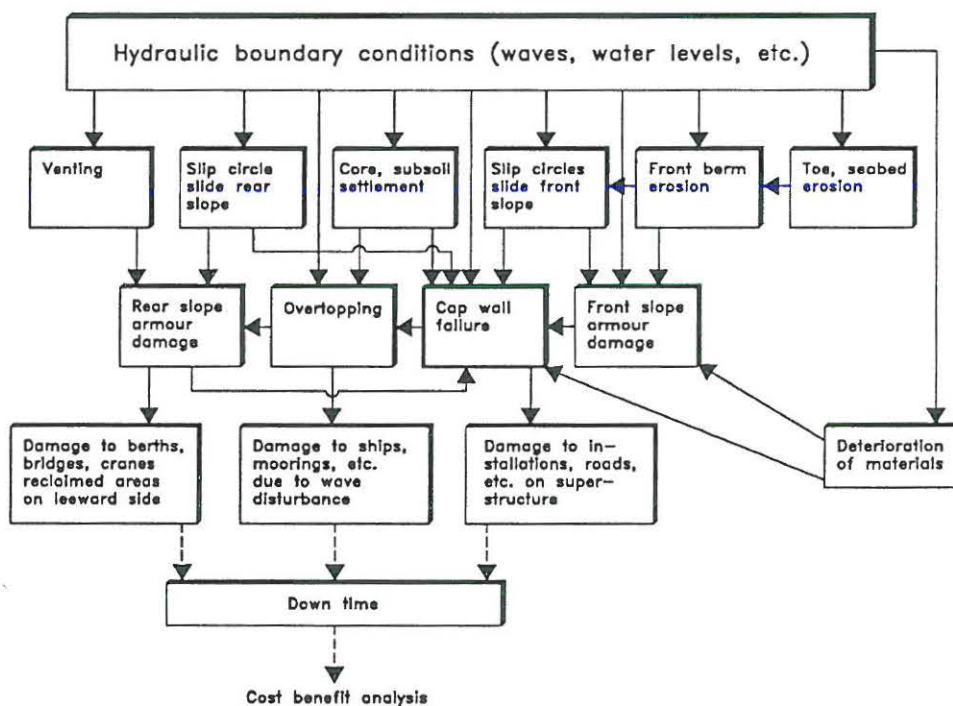 Hydraulic boundary conditions (waves, water levels, etc.)
Venting
Slip circle
slide rear
slope
Core, subsoil
settlement
Slip circles
slide front
slope
Front berm
erosion
Toe, seabed
erosion
Rear slope
armour
damage
Overtopping
Cap wall
failure
Front slope
armour
damage
Damage to berths,
bridges, cranes
reclaimed areas
on leeward side
Damage to ships,
moorings, etc.
due to wave
disturbance
Damage to in-
stallations, roads,
etc. on super-
structure
Deterioration
of materials
Down time
Cost benefit analysis